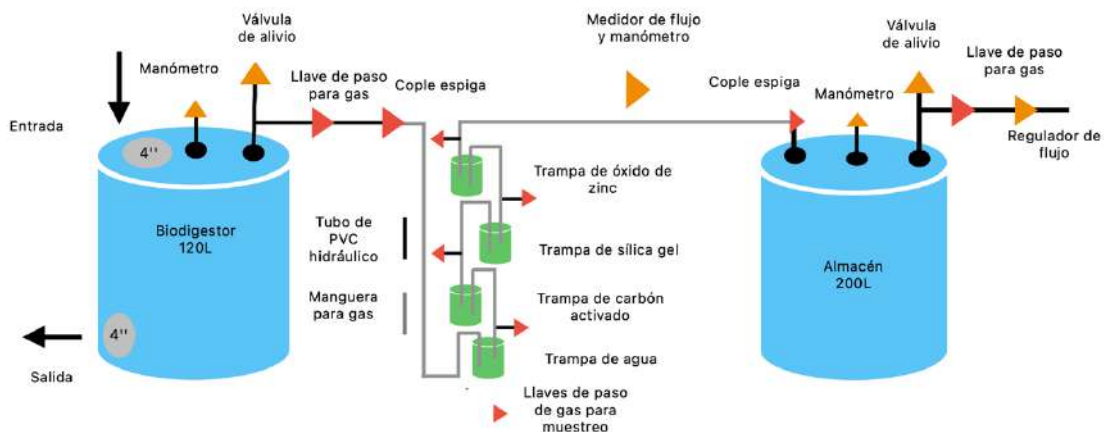 Válvula
de alivio
Manómetro
Llave de paso
para gas
Cople espiga
Medidor de flujo
y manómetro
Válvula
de alivio
Cople espiga
Manómetro
Llave de paso
para gas
Regulador de
flujo
Entrada
4''
Biodigestor
120L
4''
Salida
Tubo de
PVC
hidráulico
Manguera
para gas
Trampa de óxido de
zinc
Trampa de sílica gel
Trampa de carbón
activado
Trampa de agua
Llaves de paso
de gas para
muestreo
Almacén
200L